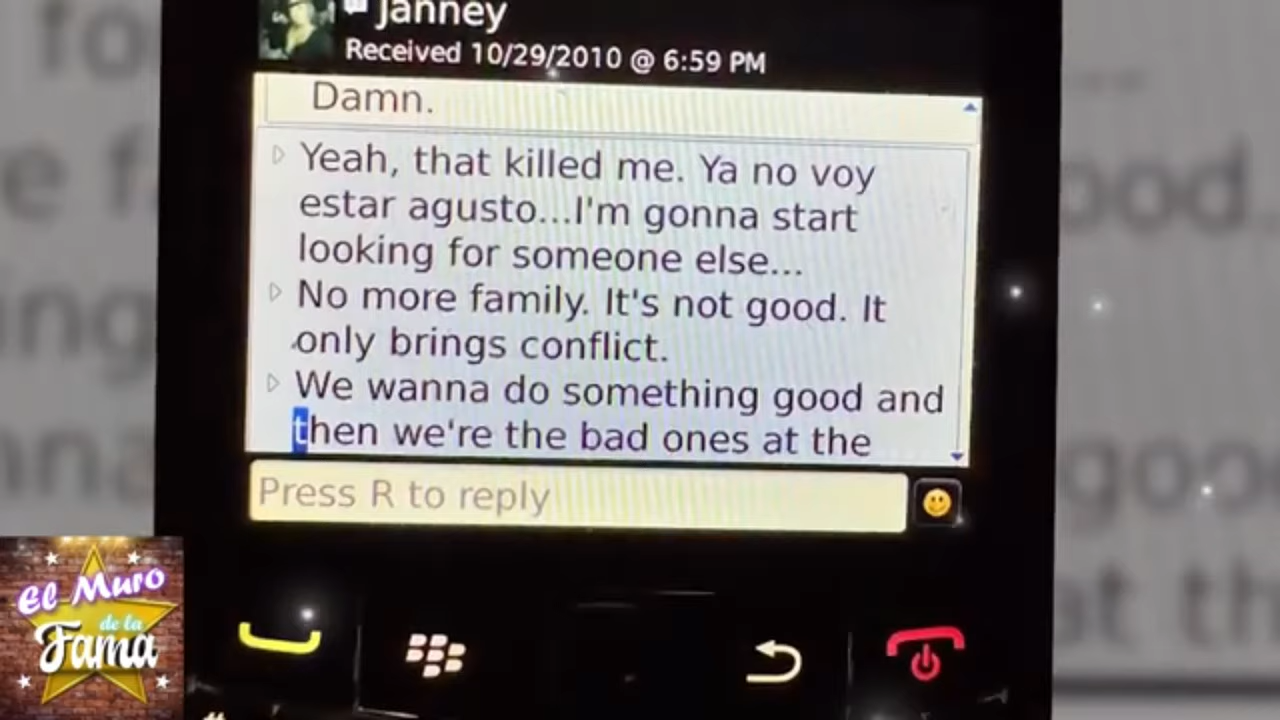 Janney
Received 10/29/2010 @ 6:59 PM
Damn.
Yeah, that killed me. Ya no voy
estar agusto...I'm gonna start
looking for someone else...
No more family. It's not good. It
only brings conflict.
We wanna do something good and
then we're the bad ones at the
Press R to reply
El Muro
de la
Fama